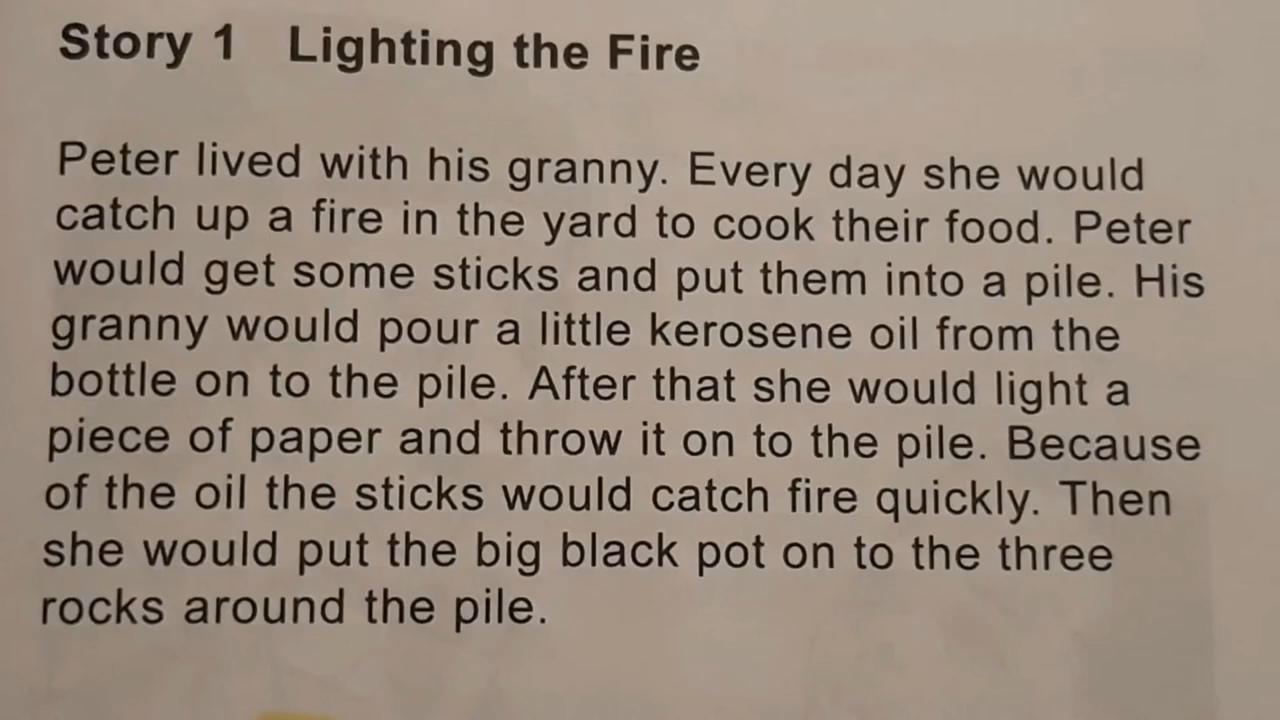 Story 1 Lighting the Fire
Peter lived with his granny. Every day she would
catch up a fire in the yard to cook their food. Peter
would get some sticks and put them into a pile. His
granny would pour a little kerosene oil from the
bottle on to the pile. After that she would light a
piece of paper and throw it on to the pile. Because
of the oil the sticks would catch fire quickly. Then
she would put the big black pot on to the three
rocks around the pile.